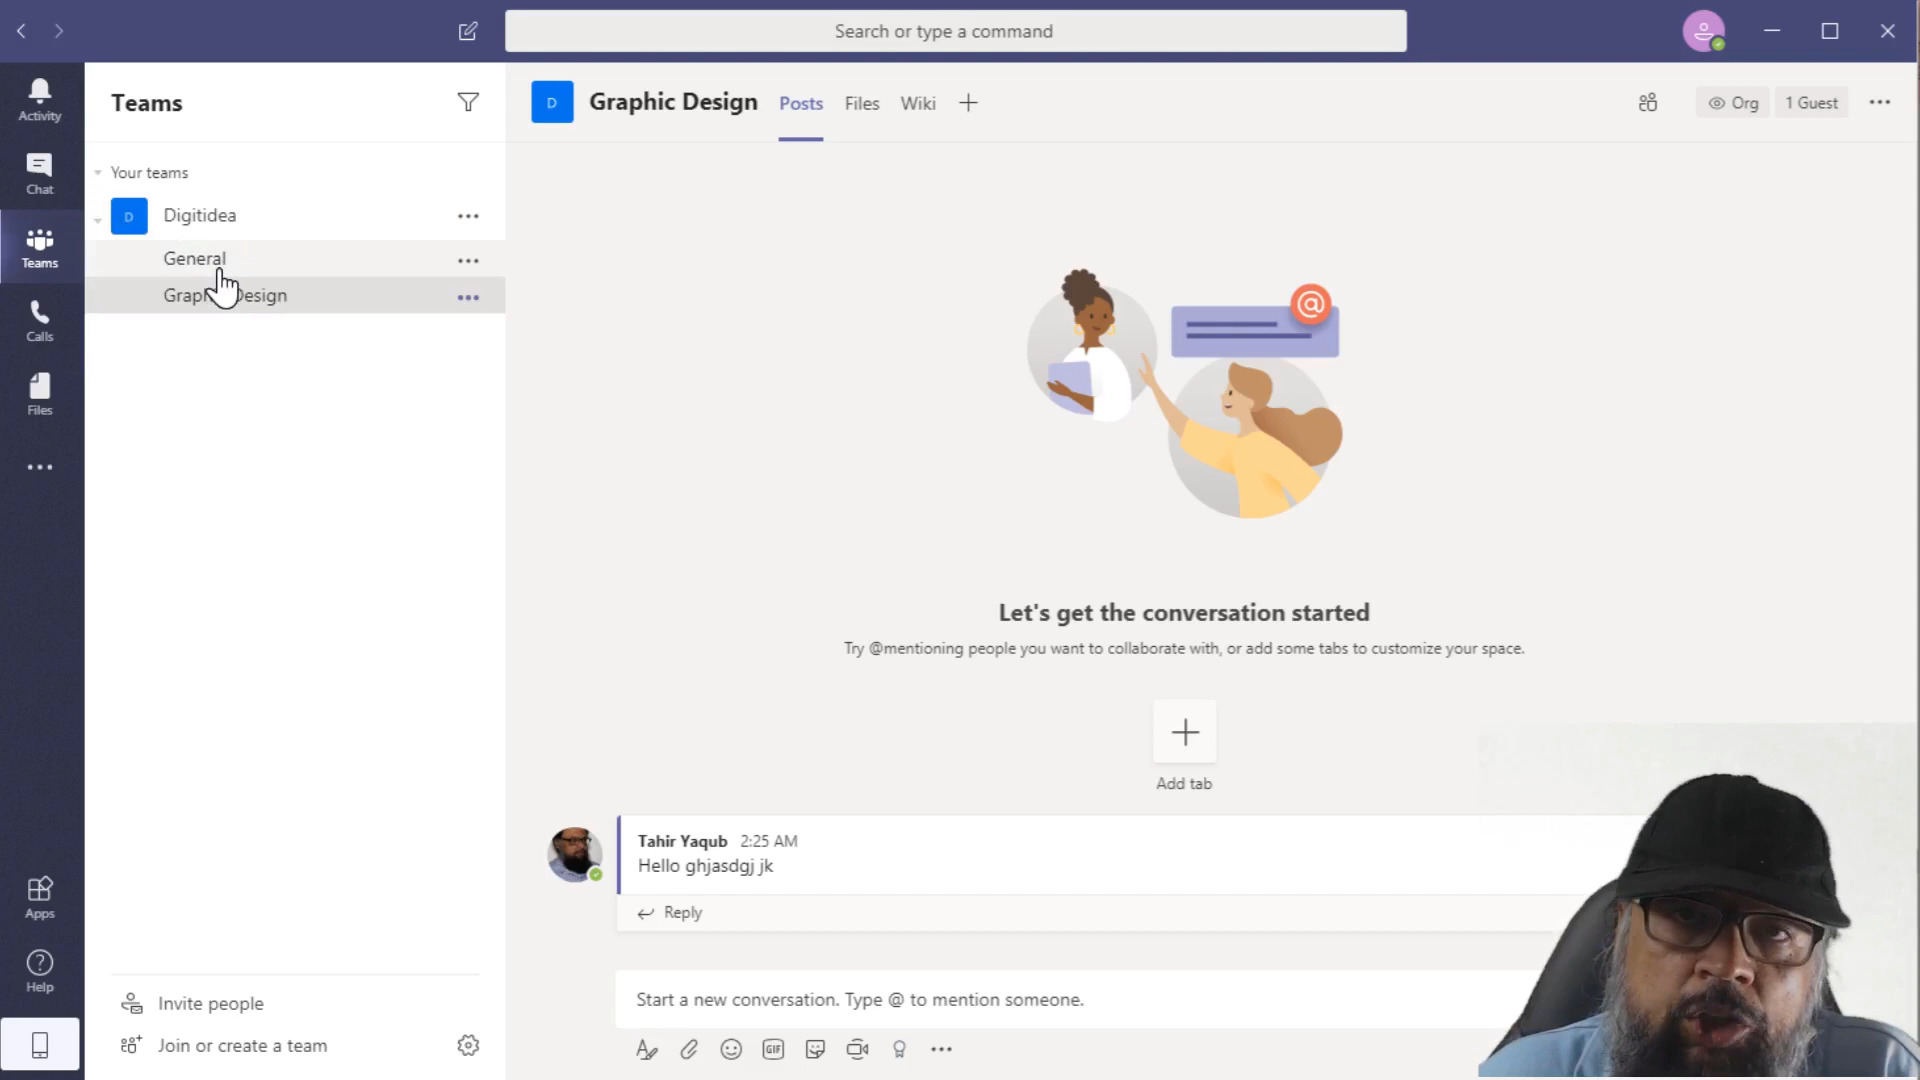 Search or type a command
Activity
Chat
Teams
Calls
Files
Apps
Help
Teams
Your teams
D
Digitidea
General
Graphic Design
Invite people
Join or create a team
D
Graphic Design
Posts
Files
Wiki
Org
1 Guest
@
Let's get the conversation started
Try @mentioning people you want to collaborate with, or add some tabs to customize your space.
Add tab
Tahir Yaqub 2:25 AM
Hello ghjasdgj jk
Reply
Start a new conversation. Type @ to mention someone.
GIF